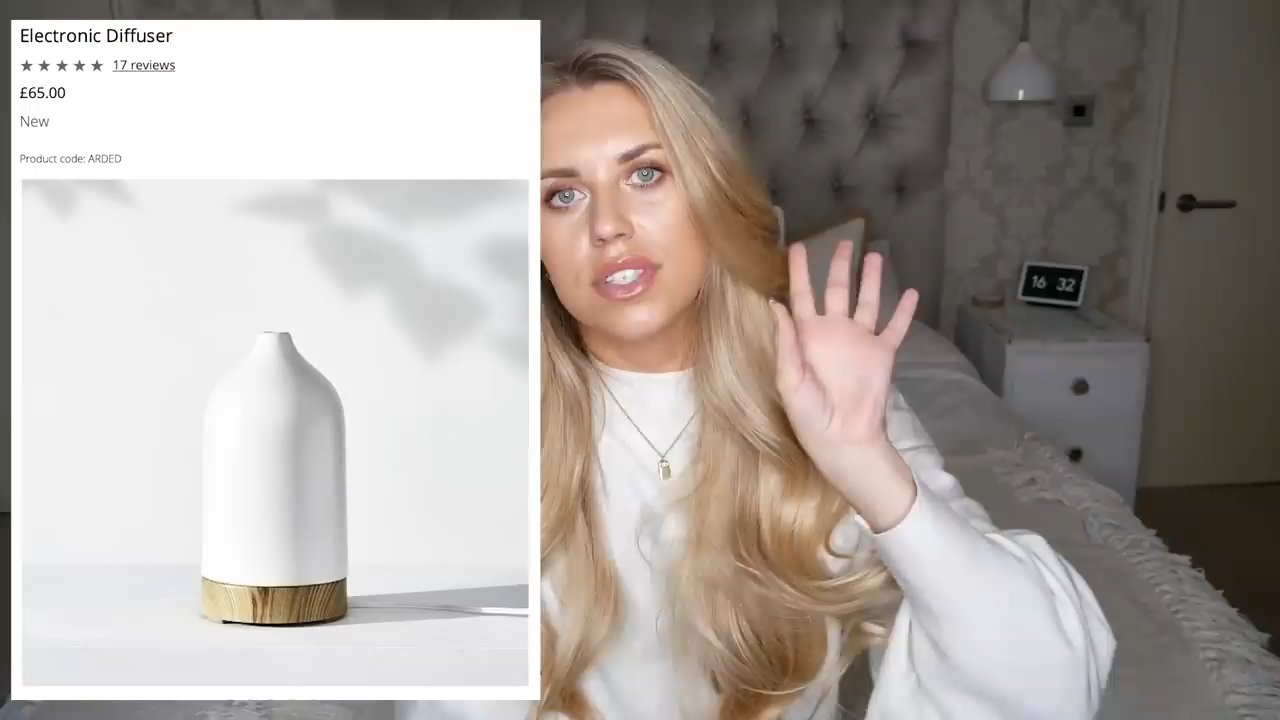 Electronic Diffuser
17 reviews
£65.00
New
Product code: ARDED
16 32